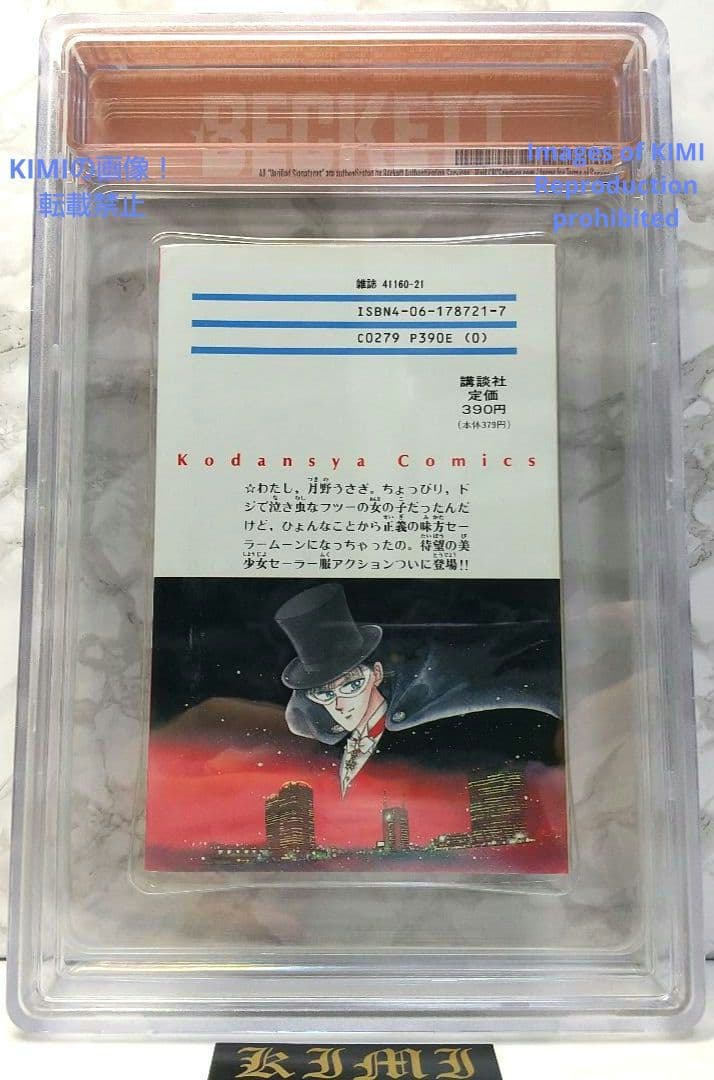 BECKETT
KIMIの画像！
転載禁止
Images of KIMI
Reproduction
prohibited
雑誌 41160-21
ISBN4-06-178721-7
C0279 P390E (0)
講談社
定価
390円
(本体379円)
Kodansya Comics
☆わたし，月野うさぎ。ちょっぴり，ド
ジで泣き虫なフツーの女の子だったんだ
けど，ひょんなことから正義の味方セー
ラームーンになっちゃったの。待望の美
少女セーラー服アクションついに登場!!
KIMI